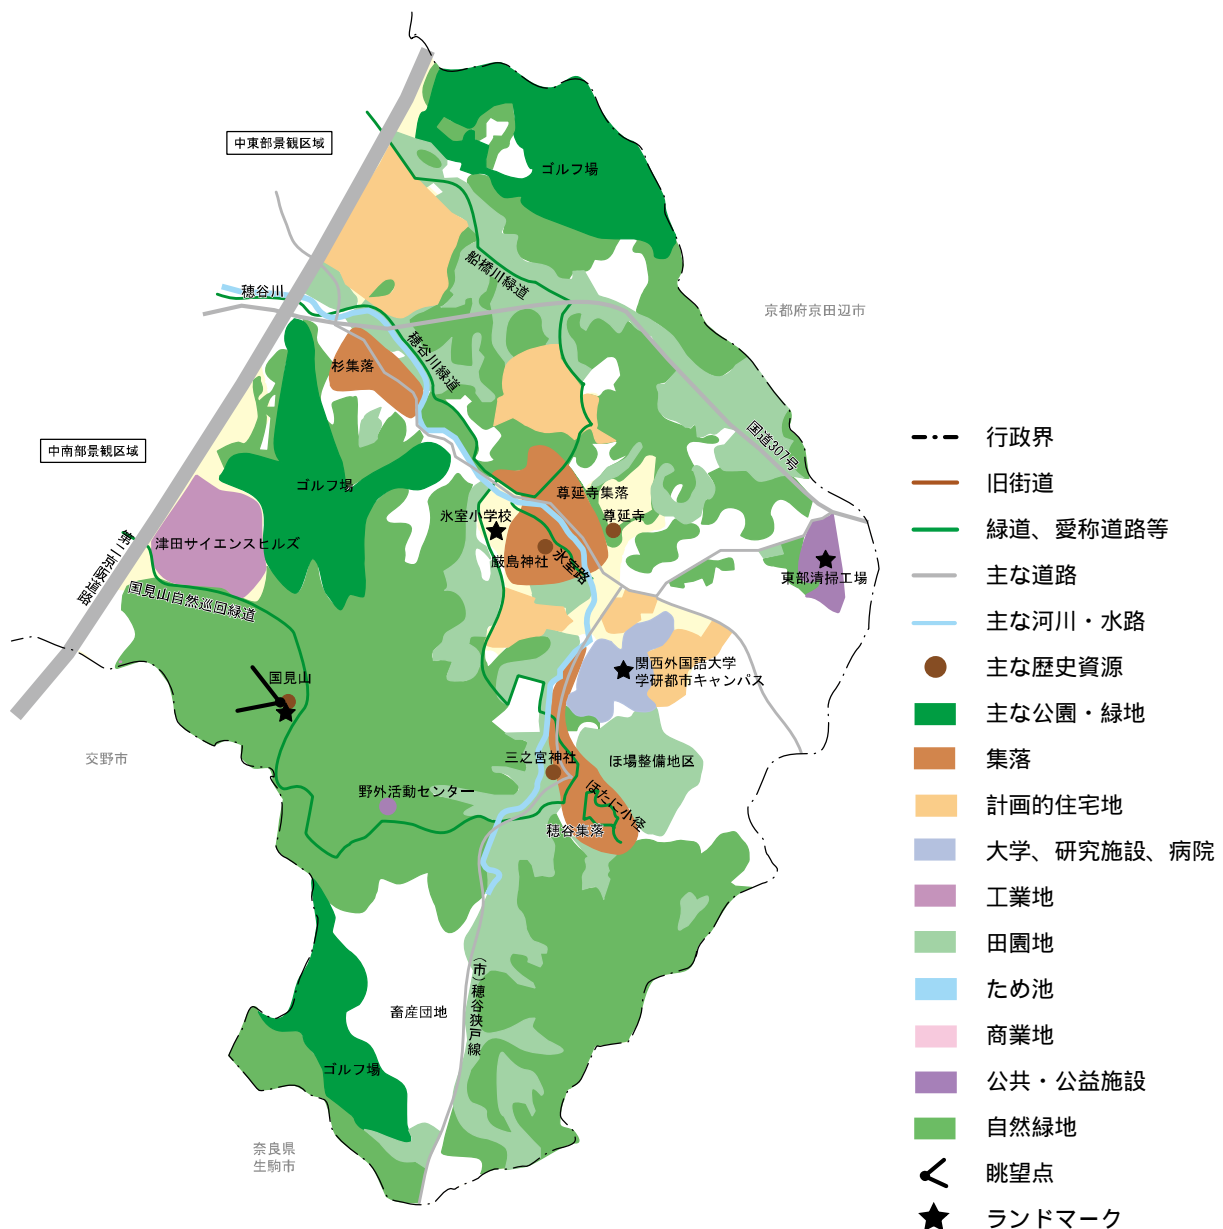 中東部景観区域
ゴルフ場
船橋川緑道
穂谷川
京都府京田辺市
穂谷川緑道
杉集落
国道307号
中南部景観区域
ゴルフ場
尊延寺集落
氷室小学校
尊延寺
津田サイエンスヒルズ
厳島神社
氷室路
第二京阪道路
東部清掃工場
国見山自然巡回緑道
関西外国語大学
学研都市キャンパス
国見山
交野市
三之宮神社
ほ場整備地区
野外活動センター
ほたに小径
穂谷集落
(市)穂谷狭戸線
畜産団地
ゴルフ場
奈良県
生駒市
行政界
旧街道
緑道、愛称道路等
主な道路
主な河川・水路
主な歴史資源
主な公園・緑地
集落
計画的住宅地
大学、研究施設、病院
工業地
田園地
ため池
商業地
公共・公益施設
自然緑地
眺望点
ランドマーク